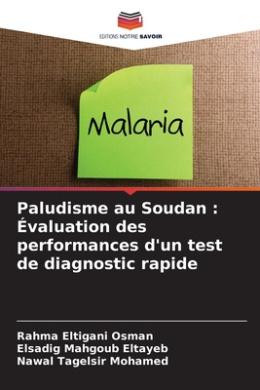 EDITIONS NOTRE SAVOIR
Malaria
Paludisme au Soudan :
Évaluation des
performances d'un test
de diagnostic rapide
Rahma Eltigani Osman
Elsadig Mahgoub Eltayeb
Nawal Tagelsir Mohamed